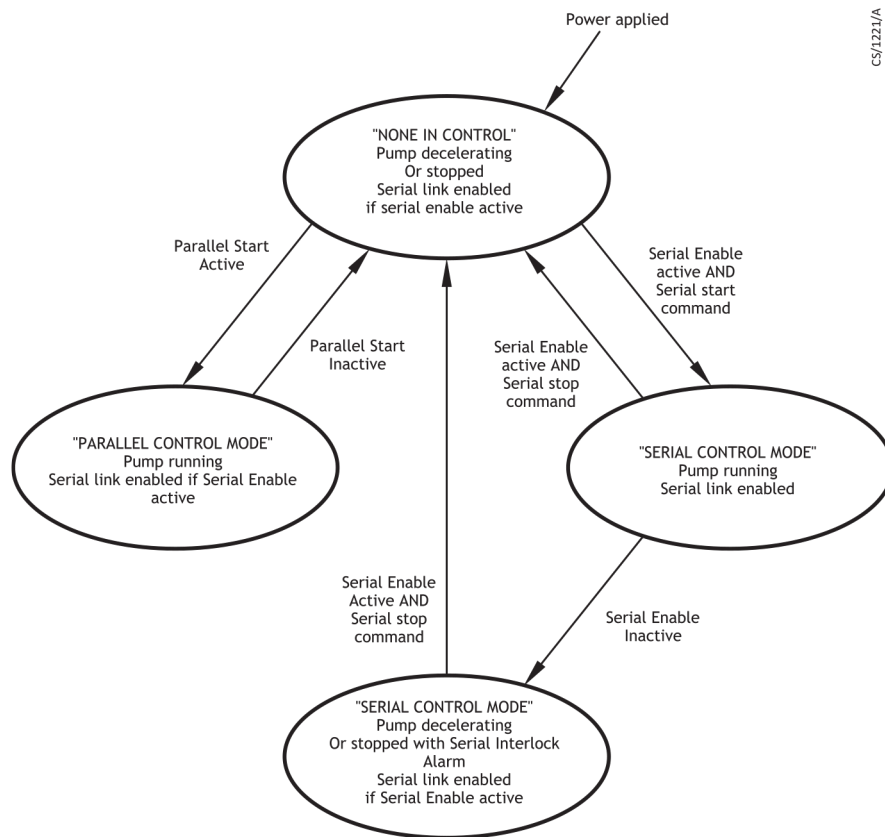 Power applied
CS/1221/A
"NONE IN CONTROL"
Pump decelerating
Or stopped
Serial link enabled
if serial enable active
Parallel Start
Active
Serial Enable
active AND
Serial start
command
Parallel Start
Inactive
Serial Enable
active AND
Serial stop
command
"PARALLEL CONTROL MODE"
Pump running
Serial link enabled if Serial Enable
active
"SERIAL CONTROL MODE"
Pump running
Serial link enabled
Serial Enable
Active AND
Serial stop
command
Serial Enable
Inactive
"SERIAL CONTROL MODE"
Pump decelerating
Or stopped with Serial Interlock
Alarm
Serial link enabled
if Serial Enable active